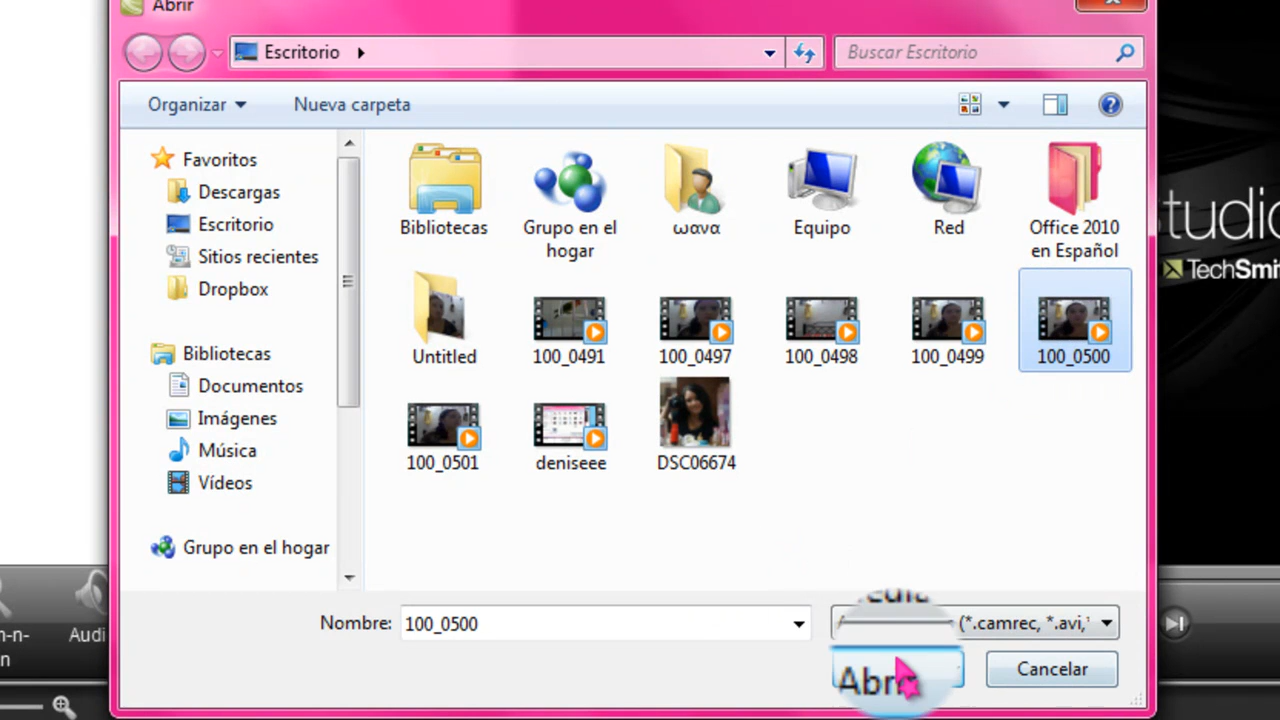 Abrir
Escritorio
Buscar Escritorio
Organizar
Nueva carpeta
Favoritos
Descargas
Escritorio
Sitios recientes
Dropbox
Bibliotecas
Documentos
Imágenes
Música
Vídeos
Grupo en el hogar
Bibliotecas
Grupo en el
hogar
ωανα
Equipo
Red
Office 2010
en Español
Untitled
100_0491
100_0497
100_0498
100_0499
100_0500
100_0501
deniseee
DSC06674
Nombre:
100_0500
(*.camrec, *.avi,
Abrir
Cancelar
tudio
TechSmit
Audi
m-n-
n